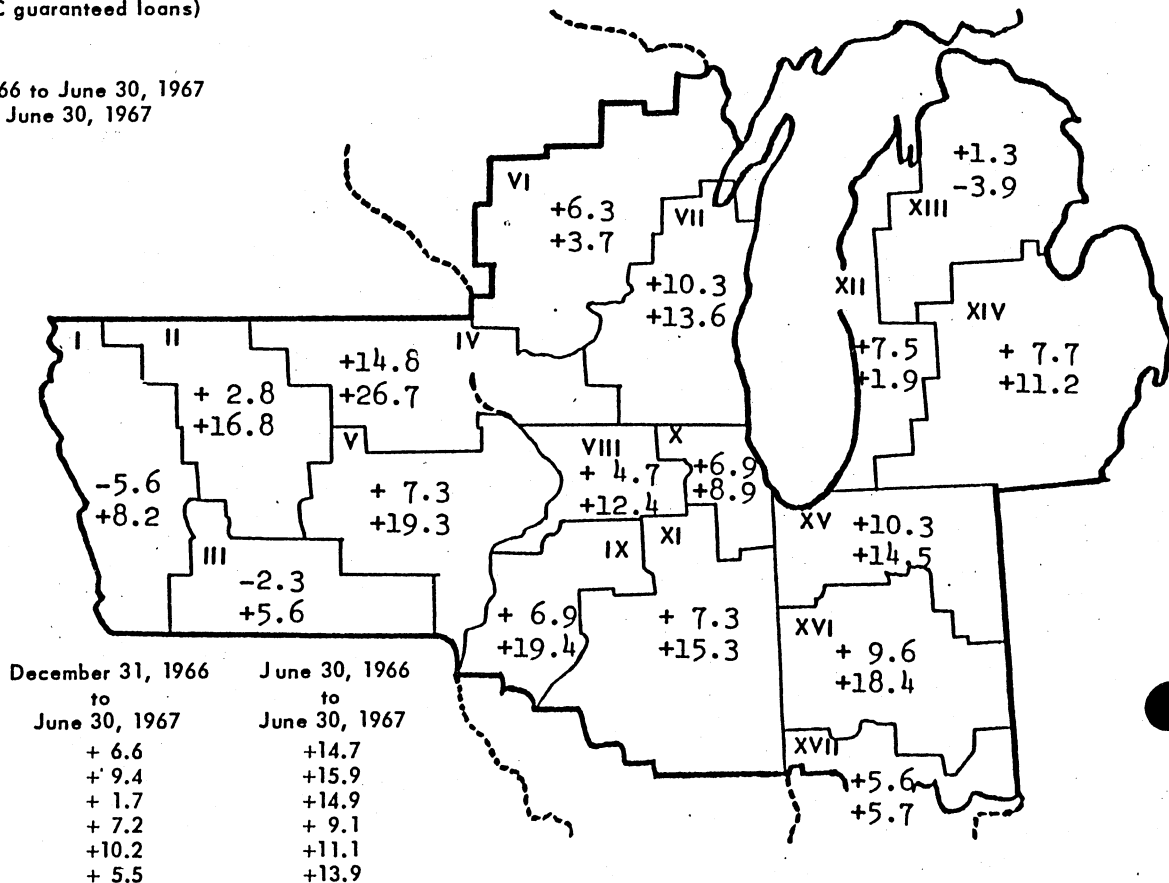 C guaranteed loans)
66 to June 30, 1967
June 30, 1967
+1.3
-3.9
XIII
VI
+6.3
+3.7
VII
+10.3
+13.6
XII
XIV
+7.5
+1.9
+ 7.7
+11.2
I
II
IV
+14.8
+26.7
+ 2.8
+16.8
V
VIII
X
+ 4.7
+12.4
+6.9
+8.9
-5.6
+8.2
+ 7.3
+19.3
XV
+10.3
+14.5
III
IX
XI
-2.3
+5.6
+ 6.9
+19.4
+ 7.3
+15.3
XVI
+ 9.6
+18.4
XVII
+5.6
+5.7
December 31, 1966 June 30, 1966
to to
June 30, 1967 June 30, 1967
+ 6.6 +14.7
+ 9.4 +15.9
+ 1.7 +14.9
+ 7.2 + 9.1
+10.2 +11.1
+ 5.5 +13.9